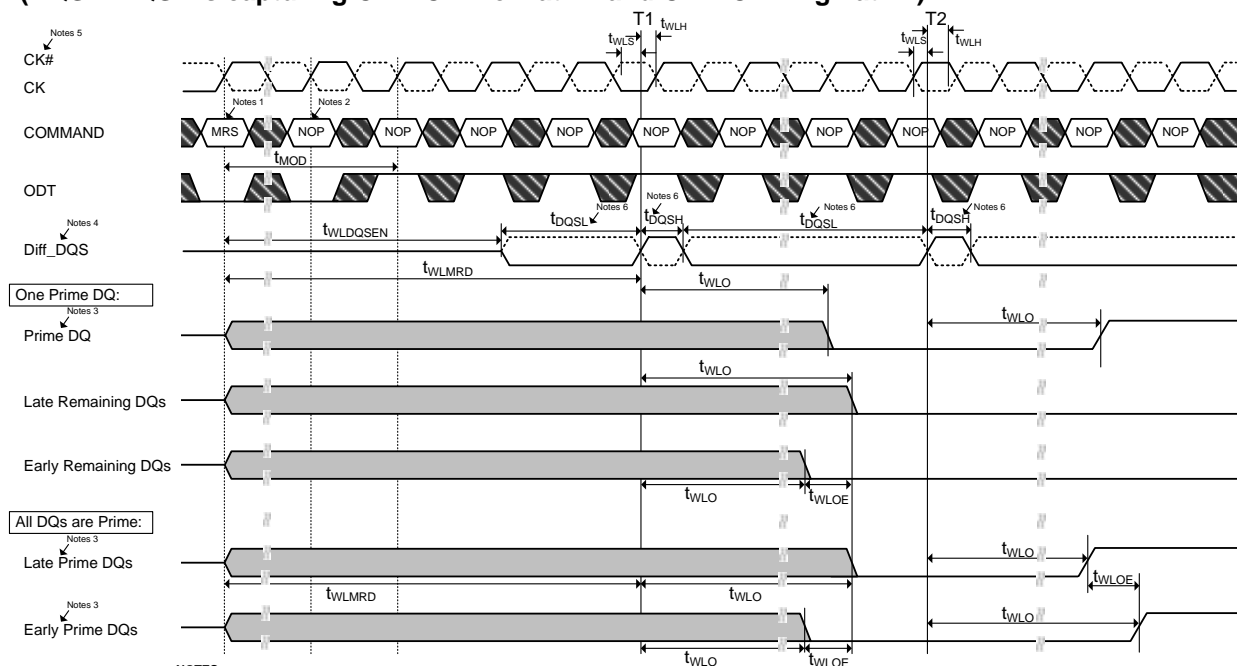 T1 T2
tWLS tWLH tWLS tWLH
Notes 5
CK#
CK
Notes 1 Notes 2
COMMAND MRS NOP NOP NOP NOP NOP NOP NOP NOP NOP NOP NOP
tMOD
ODT
Notes 4 Notes 6 Notes 6 Notes 6 Notes 6
tDQSL tDQSH tDQSL tDQSH
tWLDQSEN
Diff_DQS
tWLMRD
tWLO
One Prime DQ:
Notes 3
Prime DQ
tWLO
tWLO
Late Remaining DQs
Early Remaining DQs
tWLO tWLOE
All DQs are Prime:
Notes 3
Late Prime DQs
tWLO
tWLOE
tWLMRD tWLO
Notes 3
Early Prime DQs
tWLO
tWLO tWLOE